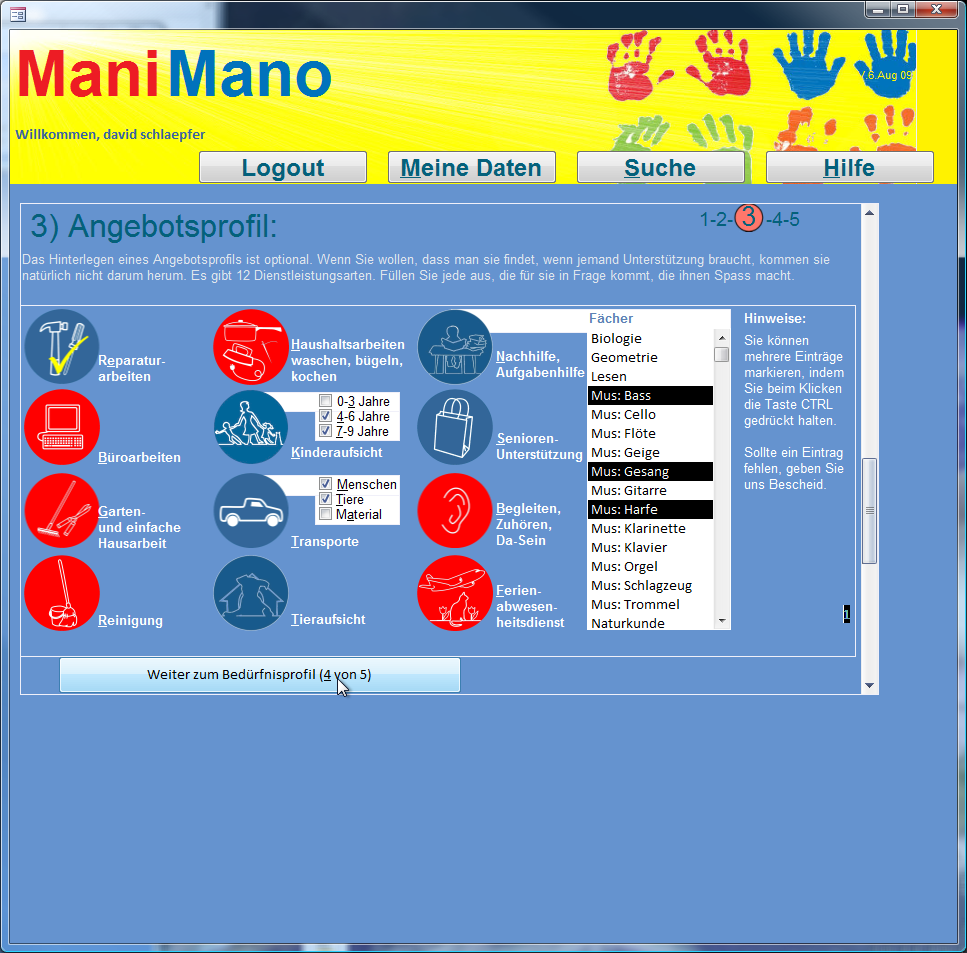 ManiMano
.6.Aug 09
Willkommen, david schlaepfer
Logout
Meine Daten
Suche
Hilfe
3) Angebotsprofil:
1-2-3-4-5
Das Hinterlegen eines Angebotsprofils ist optional. Wenn Sie wollen, dass man sie findet, wenn jemand Unterstützung braucht, kommen sie
natürlich nicht darum herum. Es gibt 12 Dienstleistungsarten. Füllen Sie jede aus, die für sie in Frage kommt, die ihnen Spass macht.
Reparatur-
arbeiten
Haushaltsarbeiten
waschen, bügeln,
kochen
Nachhilfe,
Aufgabenhilfe
Büroarbeiten
0-3 Jahre
4-6 Jahre
7-9 Jahre
Kinderaufsicht
Senioren-
Unterstützung
Garten-
und einfache
Hausarbeit
Menschen
Tiere
Material
Transporte
Begleiten,
Zuhören,
Da-Sein
Reinigung
Tieraufsicht
Ferien-
abwesen-
heitsdienst
Fächer
Biologie
Geometrie
Lesen
Mus: Bass
Mus: Cello
Mus: Flöte
Mus: Geige
Mus: Gesang
Mus: Gitarre
Mus: Harfe
Mus: Klarinette
Mus: Klavier
Mus: Orgel
Mus: Schlagzeug
Mus: Trommel
Naturkunde
Hinweise:
Sie können
mehrere Einträge
markieren, indem
Sie beim Klicken
die Taste CTRL
gedrückt halten.
Sollte ein Eintrag
fehlen, geben Sie
uns Bescheid.
1
Weiter zum Bedürfnisprofil (4 von 5)